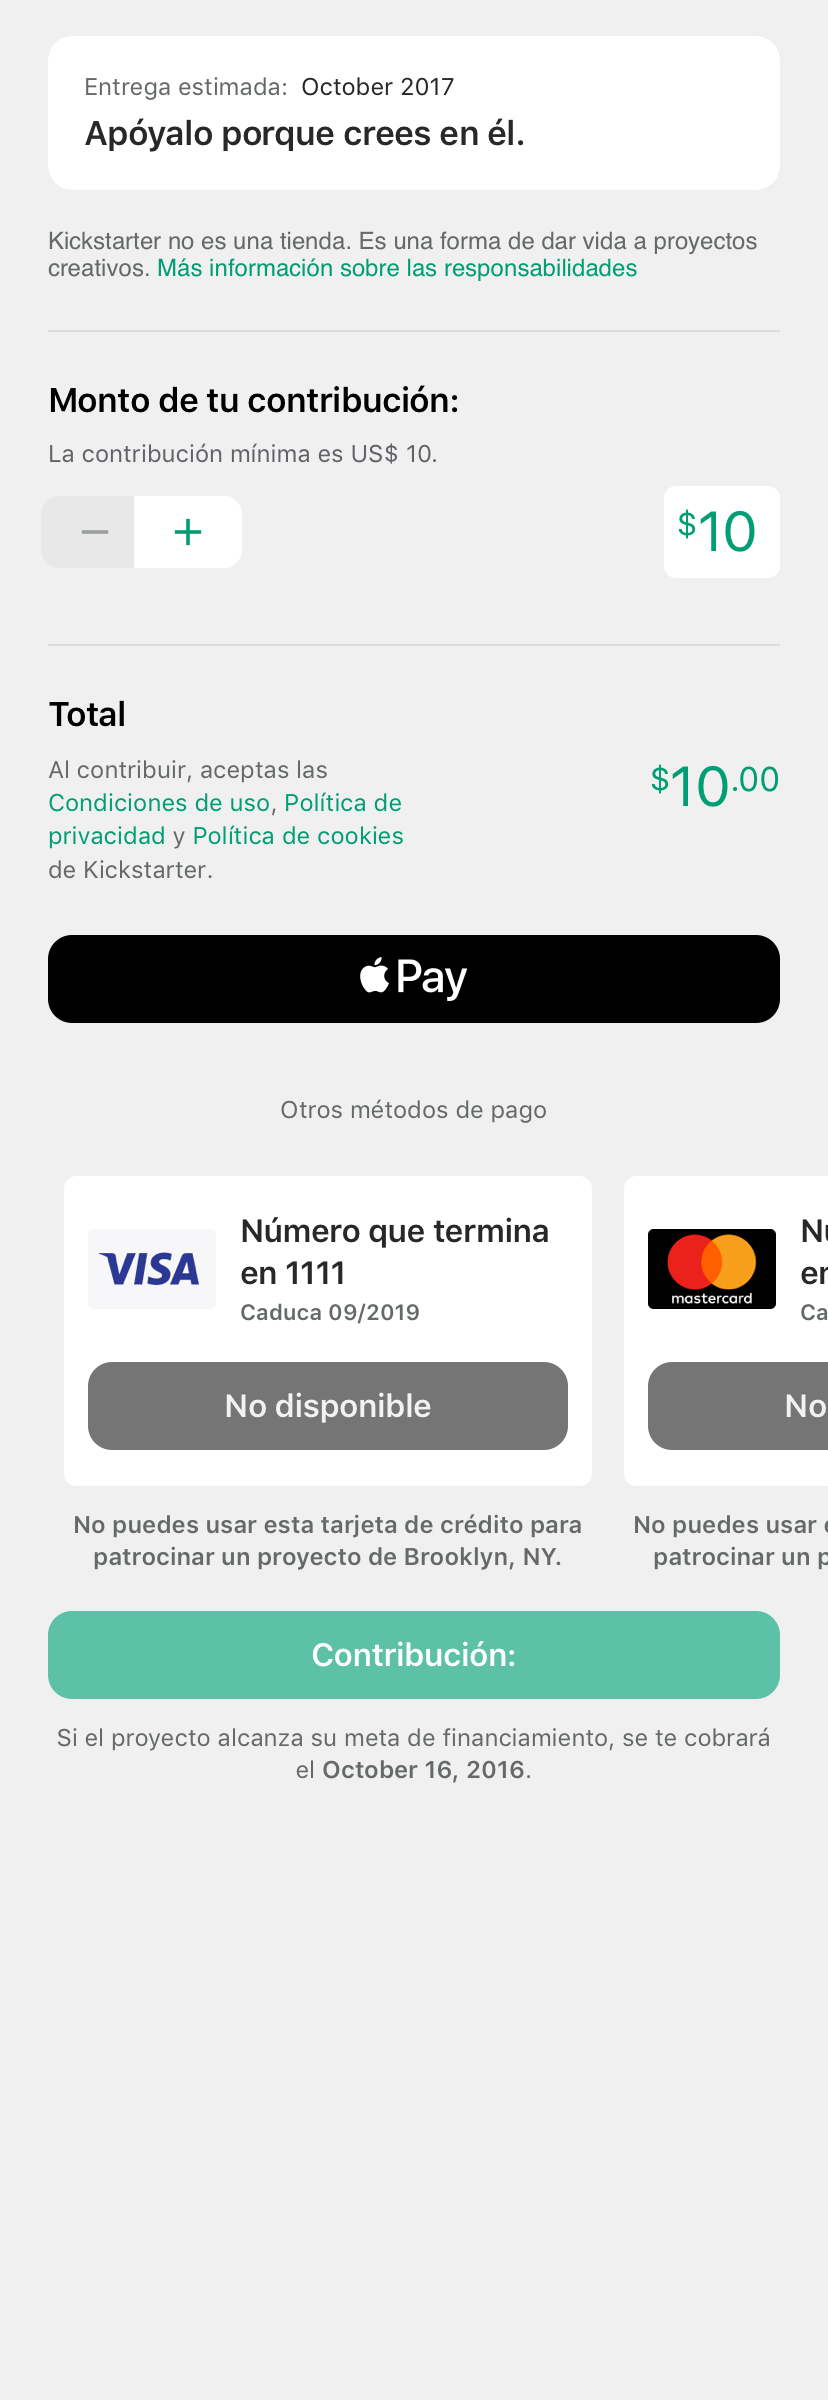 Entrega estimada: October 2017
Apóyalo porque crees en él.
Kickstarter no es una tienda. Es una forma de dar vida a proyectos
creativos. Más información sobre las responsabilidades
Monto de tu contribución:
La contribución mínima es US$ 10.
− + $10
Total
Al contribuir, aceptas las
Condiciones de uso, Política de
privacidad y Política de cookies
de Kickstarter.
$10.00
Pay
Otros métodos de pago
VISA
Número que termina
en 1111
Caduca 09/2019
No disponible
No puedes usar esta tarjeta de crédito para
patrocinar un proyecto de Brooklyn, NY.
mastercard
Ca
No
No puedes usar
patrocinar un
Contribución:
Si el proyecto alcanza su meta de financiamiento, se te cobrará
el October 16, 2016.